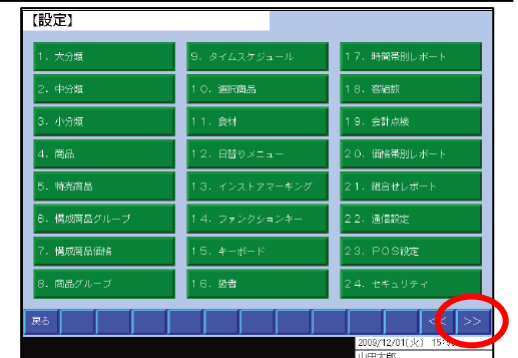 【設定】
1. 大分類
2. 中分類
3. 小分類
4. 商品
5. 特売商品
6. 構成商品グループ
7. 構成商品価格
8. 商品グループ
9. タイムスケジュール
10. 選択商品
11. 食材
12. 日替りメニュー
13. インストアマーキング
14. ファンクションキー
15. キーボード
16. 扱者
17. 時間帯別レポート
18. 客組数
19. 会計点検
20. 価格帯別レポート
21. 組合せレポート
22. 通信設定
23. POS設定
24. セキュリティ
戻る << >>
2009/12/01(火) 15:
山田太郎